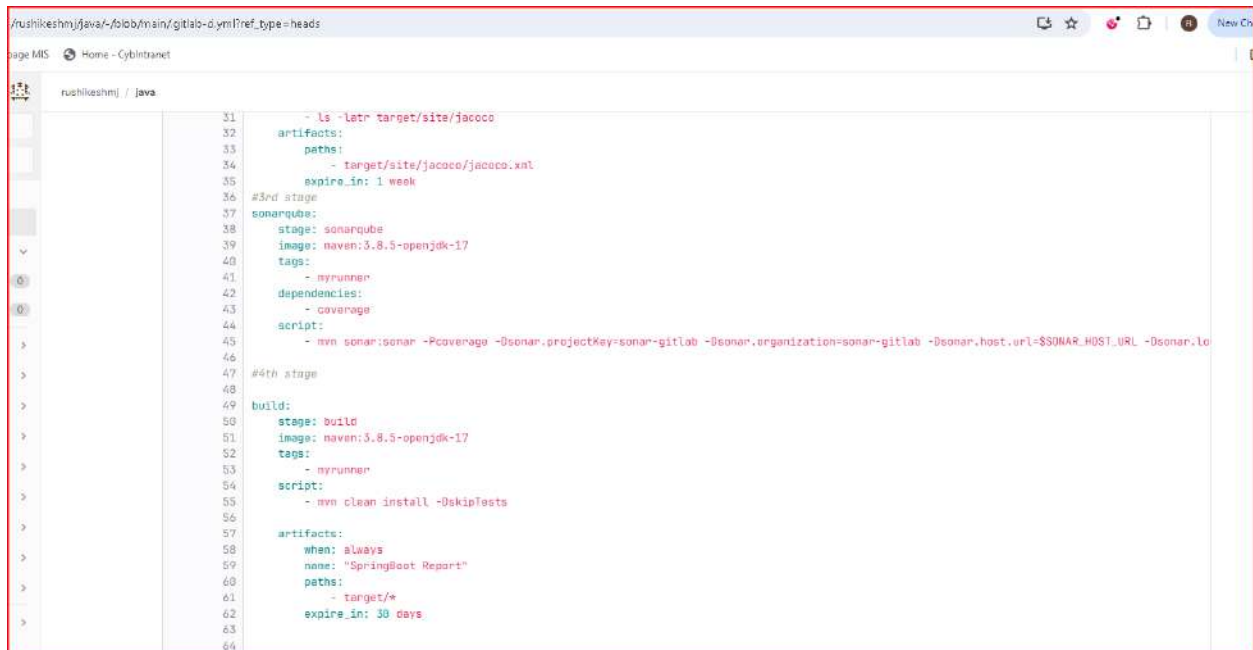 /rushikeshmj/java/-/blob/main/.gitlab-ci.yml?ref_type=heads
New Ch
page MIS Home - CybIntranet
rushikeshmj / java
31 - ls -latr target/site/jacoco
32 artifacts:
33 paths:
34 - target/site/jacoco/jacoco.xml
35 expire_in: 1 week
36 #3rd stage
37 sonarqube:
38 stage: sonarqube
39 image: maven:3.8.5-openjdk-17
40 tags:
41 - myrunner
42 dependencies:
43 - coverage
44 script:
45 - mvn sonar:sonar -Pcoverage -Dsonar.projectKey=sonar-gitlab -Dsonar.organization=sonar-gitlab -Dsonar.host.url=$SONAR_HOST_URL -Dsonar.lo
46
47 #4th stage
48
49 build:
50 stage: build
51 image: maven:3.8.5-openjdk-17
52 tags:
53 - myrunner
54 script:
55 - mvn clean install -DskipTests
56
57 artifacts:
58 when: always
59 name: "SpringBoot Report"
60 paths:
61 - target/*
62 expire_in: 30 days
63
64
0
0